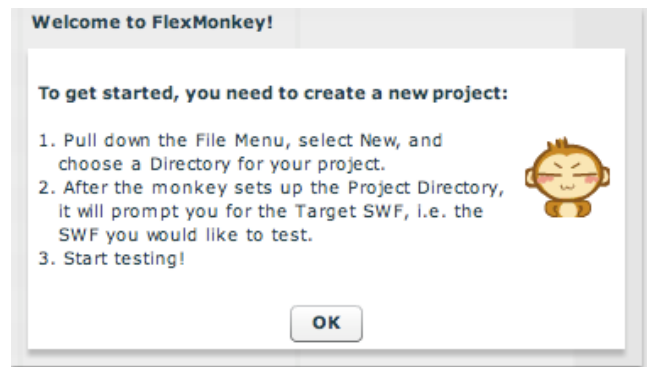 Welcome to FlexMonkey!
To get started, you need to create a new project:
1. Pull down the File Menu, select New, and
choose a Directory for your project.
2. After the monkey sets up the Project Directory,
it will prompt you for the Target SWF, i.e. the
SWF you would like to test.
3. Start testing!
OK